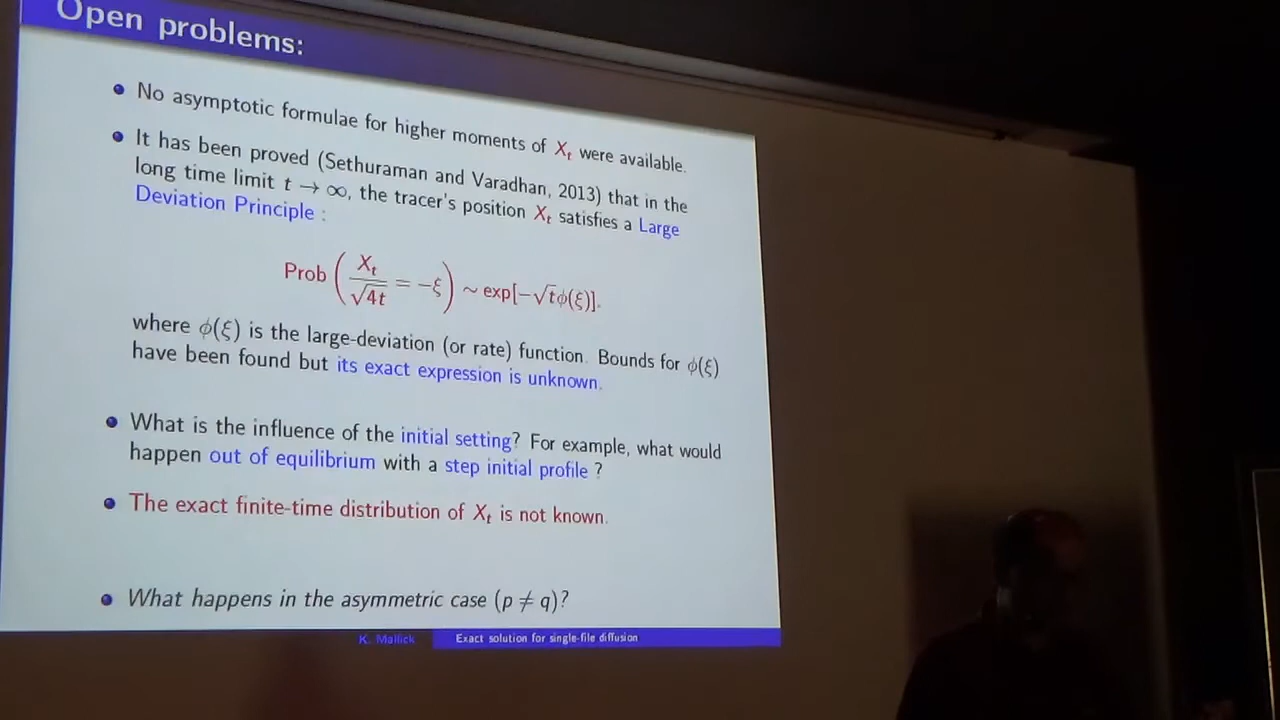 Open problems:
No asymptotic formulae for higher moments of Xₜ were available.
It has been proved (Sethuraman and Varadhan, 2013) that in the
long time limit t → ∞, the tracer's position Xₜ satisfies a Large
Deviation Principle :
Prob ( Xₜ / √4t = −ξ ) ∼ exp[−√t ϕ(ξ)].
where ϕ(ξ) is the large-deviation (or rate) function. Bounds for ϕ(ξ)
have been found but its exact expression is unknown.
What is the influence of the initial setting? For example, what would
happen out of equilibrium with a step initial profile ?
The exact finite-time distribution of Xₜ is not known.
What happens in the asymmetric case (p ≠ q)?
K. Mallick
Exact solution for single-file diffusion